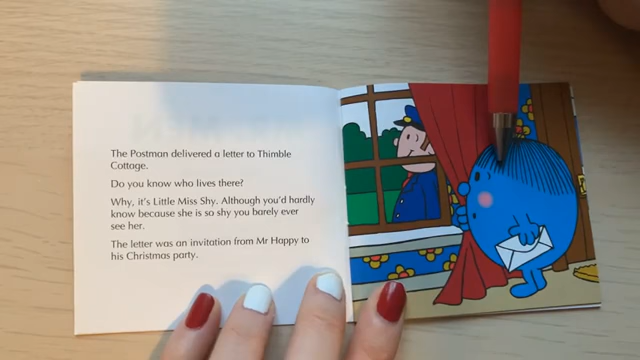 The Postman delivered a letter to Thimble
Cottage.
Do you know who lives there?
Why, it's Little Miss Shy. Although you'd hardly
know because she is so shy you barely ever
see her.
The letter was an invitation from Mr Happy to
his Christmas party.